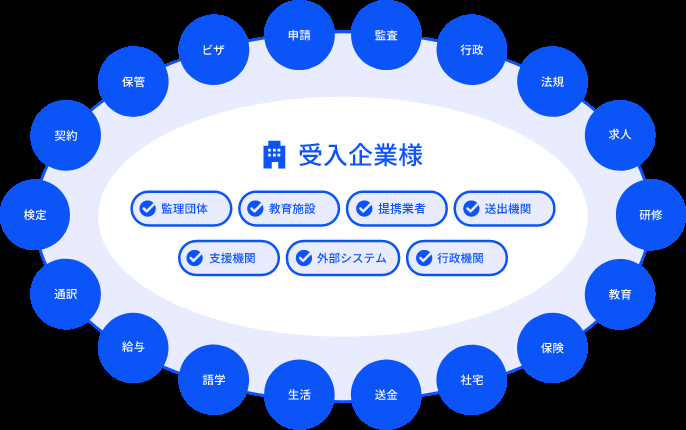 申請
監査
ビザ
行政
保管
法規
契約
求人
受入企業様
監理団体
教育施設
提携業者
送出機関
検定
研修
支援機関
外部システム
行政機関
通訳
教育
給与
保険
語学
社宅
生活
送金